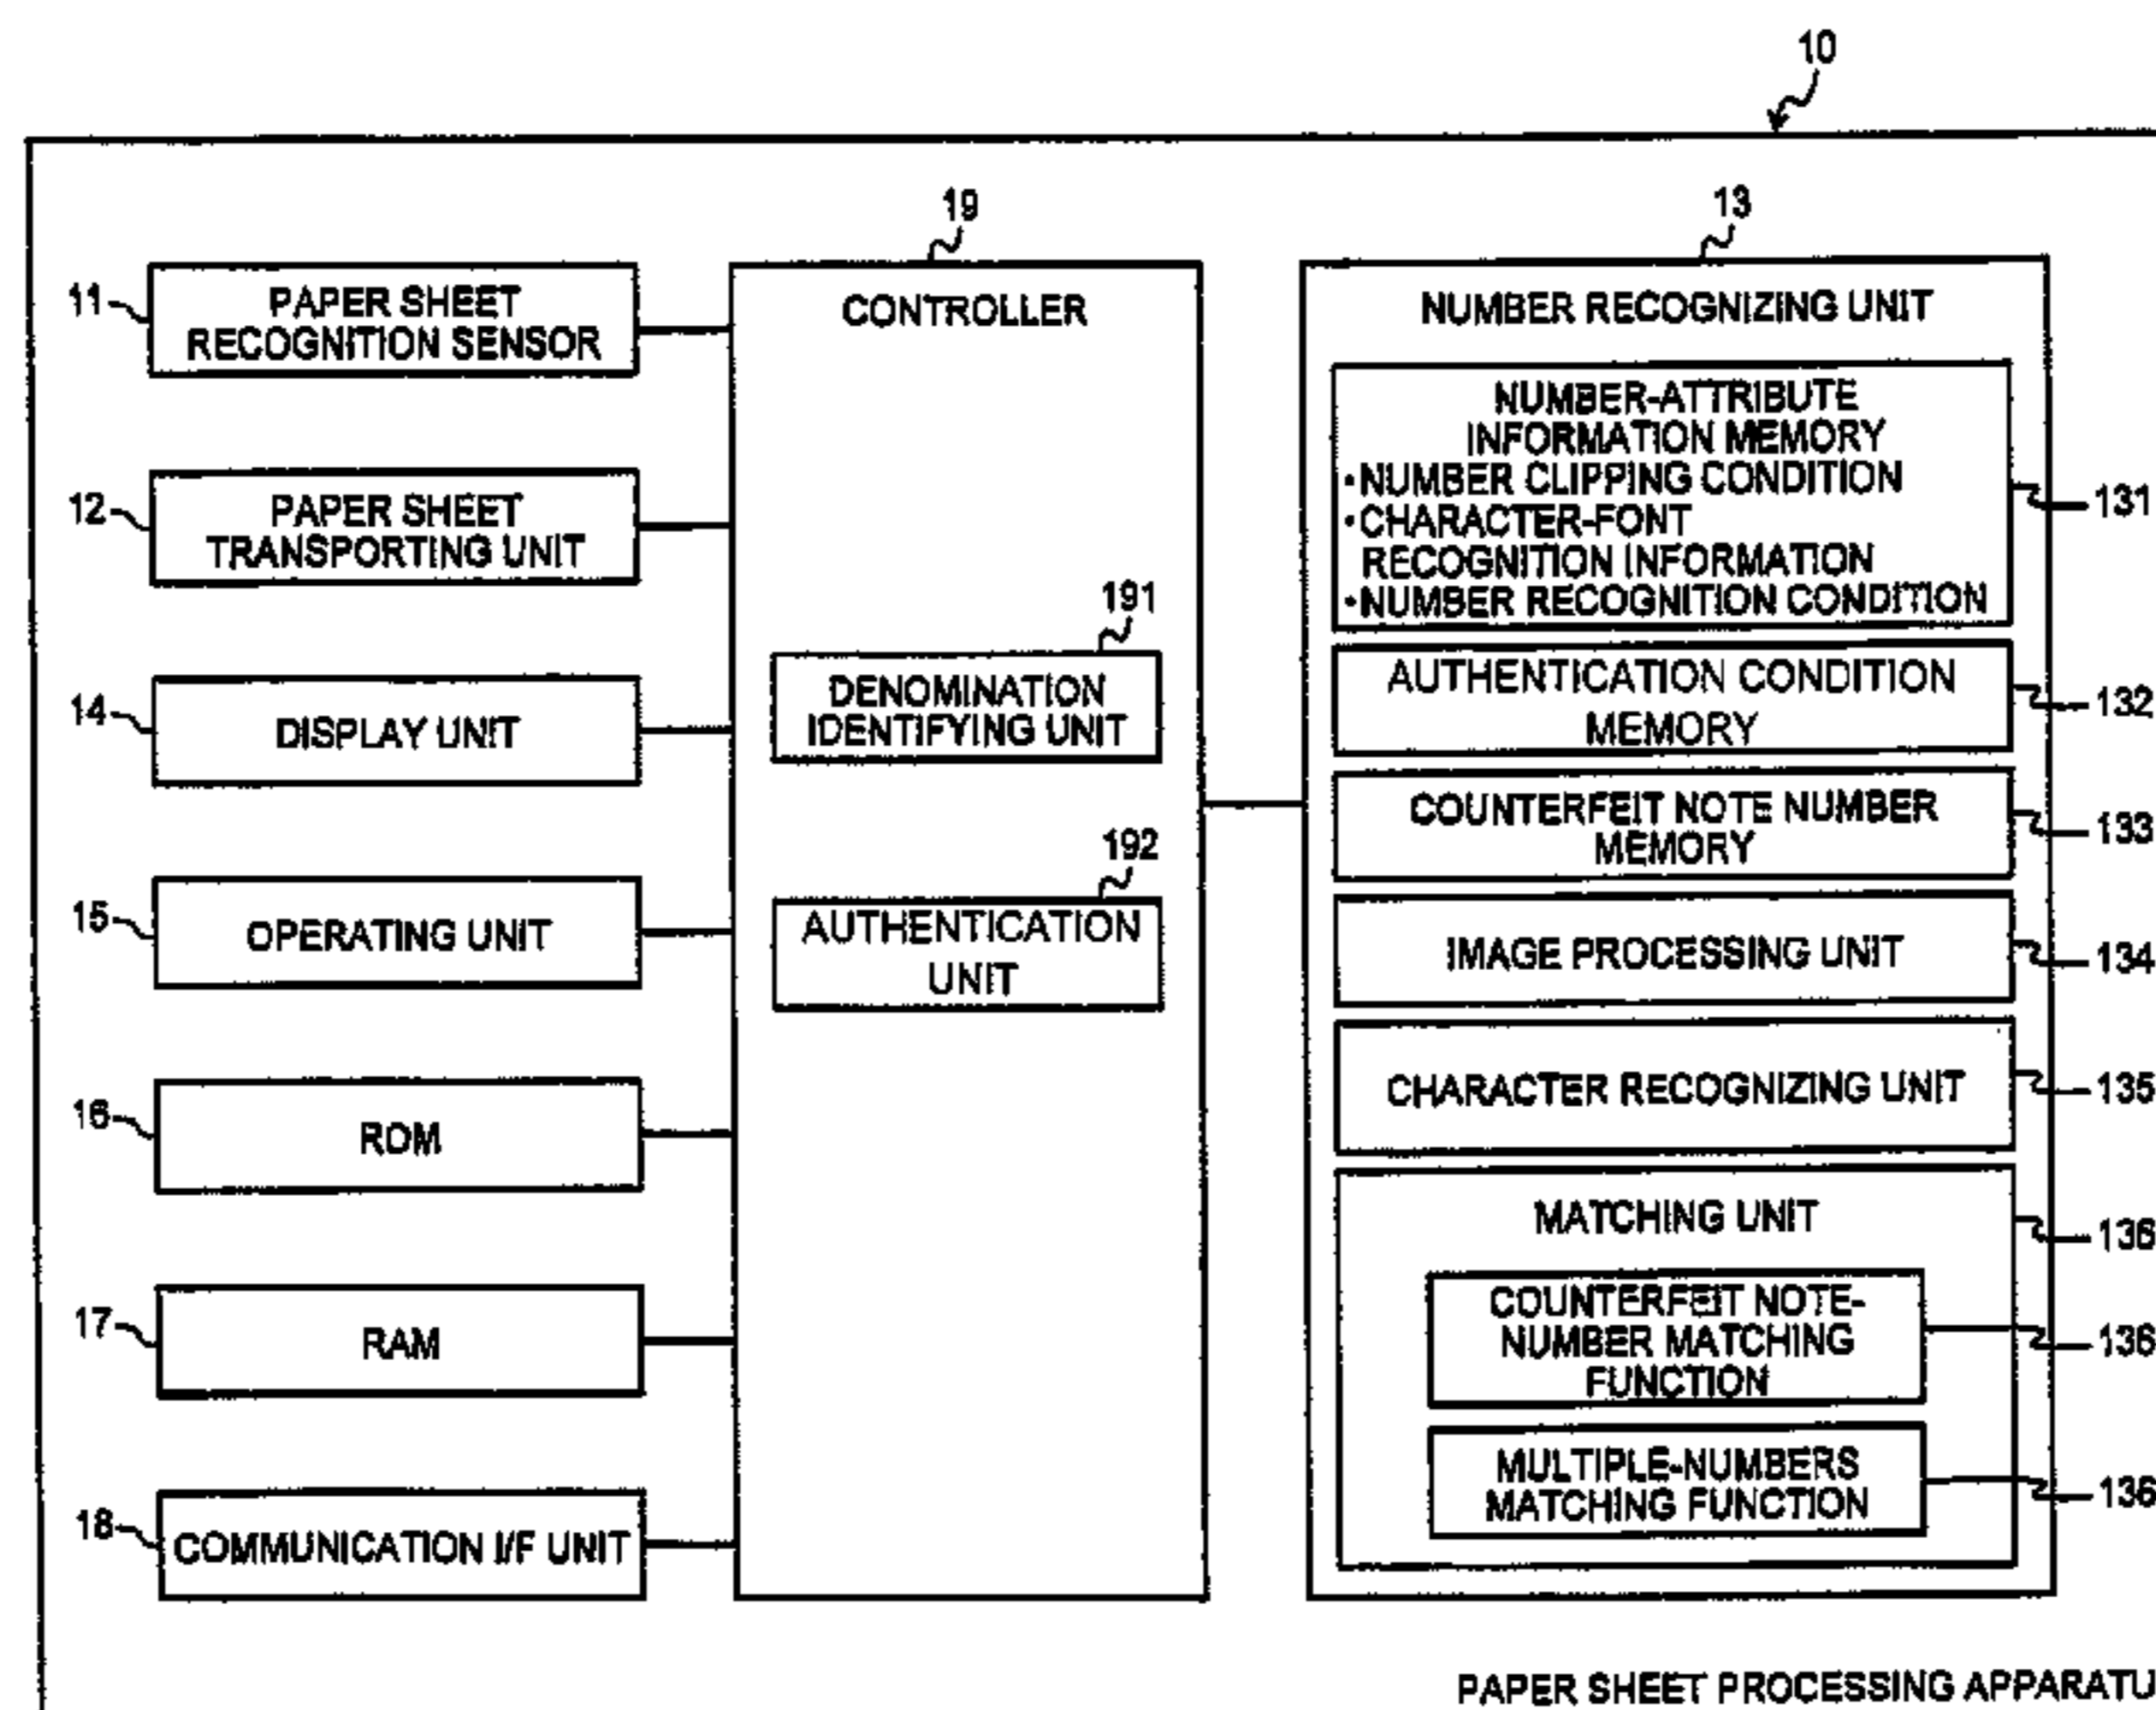 10
19
13
11
PAPER SHEET
RECOGNITION SENSOR
12
PAPER SHEET
TRANSPORTING UNIT
14
DISPLAY UNIT
15
OPERATING UNIT
16
ROM
17
RAM
18
COMMUNICATION I/F UNIT
CONTROLLER
191
DENOMINATION
IDENTIFYING UNIT
192
AUTHENTICATION
UNIT
NUMBER RECOGNIZING UNIT
NUMBER-ATTRIBUTE
INFORMATION MEMORY
・NUMBER CLIPPING CONDITION
・CHARACTER-FONT
RECOGNITION INFORMATION
・NUMBER RECOGNITION CONDITION
131
AUTHENTICATION CONDITION
MEMORY
132
COUNTERFEIT NOTE NUMBER
MEMORY
133
IMAGE PROCESSING UNIT
134
CHARACTER RECOGNIZING UNIT
135
MATCHING UNIT
136
COUNTERFEIT NOTE-
NUMBER MATCHING
FUNCTION
136
MULTIPLE-NUMBERS
MATCHING FUNCTION
136
PAPER SHEET PROCESSING APPARATU